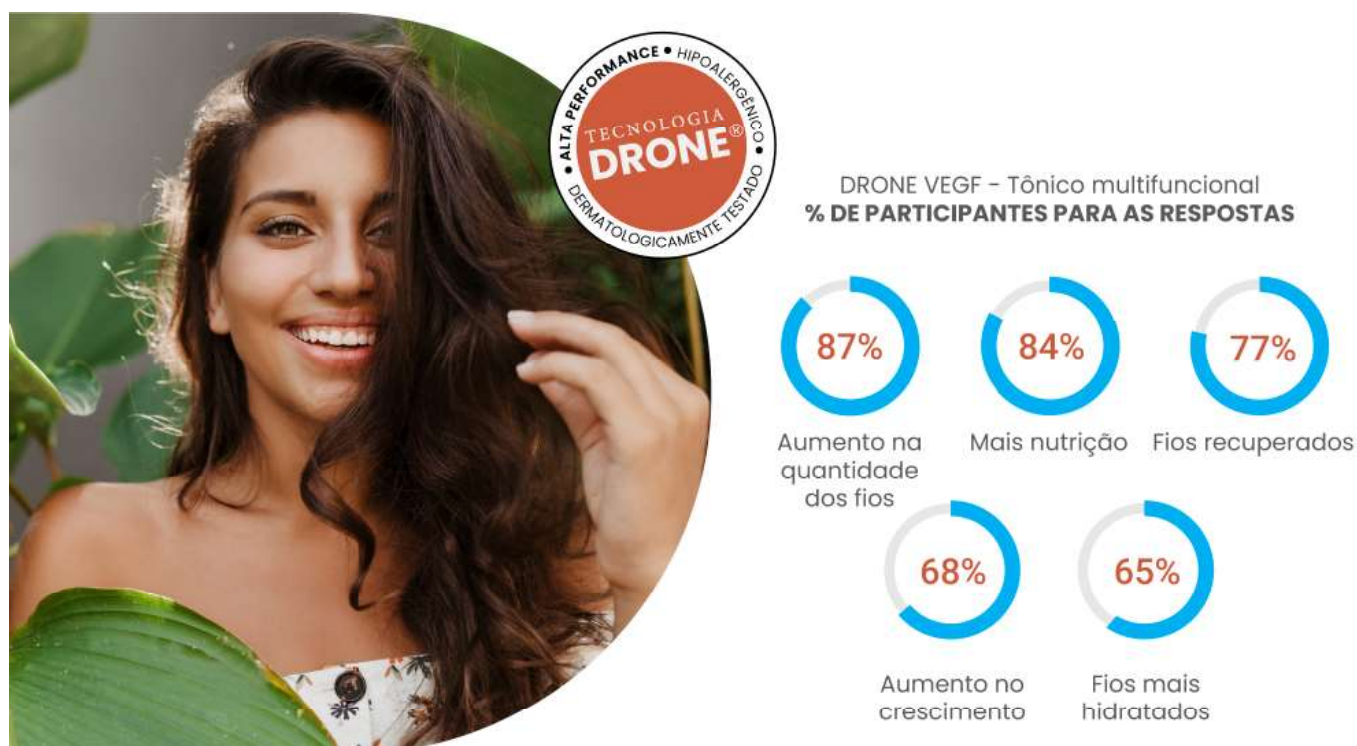 ALTA PERFORMANCE • HIPOALERGÊNICO •
DERMATOLOGICAMENTE TESTADO •
TECNOLOGIA
DRONE®
DRONE VEGF - Tônico multifuncional
% DE PARTICIPANTES PARA AS RESPOSTAS
87%
84%
77%
Aumento na
quantidade
dos fios
Mais nutrição
Fios recuperados
68%
65%
Aumento no
crescimento
Fios mais
hidratados